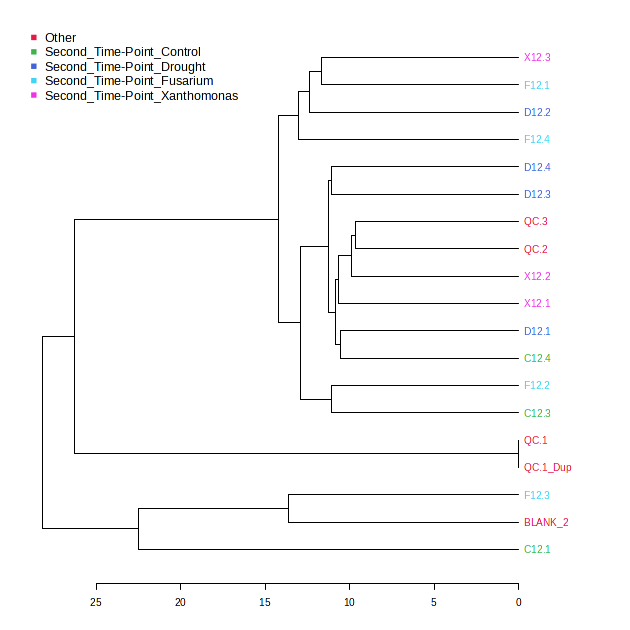 Other
Second_Time-Point_Control
Second_Time-Point_Drought
Second_Time-Point_Fusarium
Second_Time-Point_Xanthomonas
X12.3
F12.1
D12.2
F12.4
D12.4
D12.3
QC.3
QC.2
X12.2
X12.1
D12.1
C12.4
F12.2
C12.3
QC.1
QC.1_Dup
F12.3
BLANK_2
C12.1
25 20 15 10 5 0